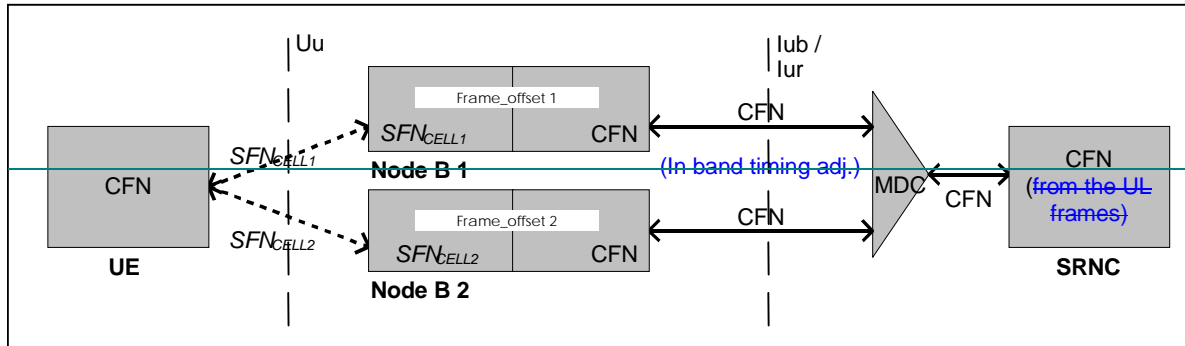 Uu
Iub /
Iur
Frame_offset 1
CFN
SFNCELL1
CFN
SFNCELL1
Node B 1
(In band timing adj.)
CFN
CFN
(from the UL
frames)
MDC
CFN
Frame_offset 2
CFN
SFNCELL2
SFNCELL2
CFN
UE
Node B 2
SRNC